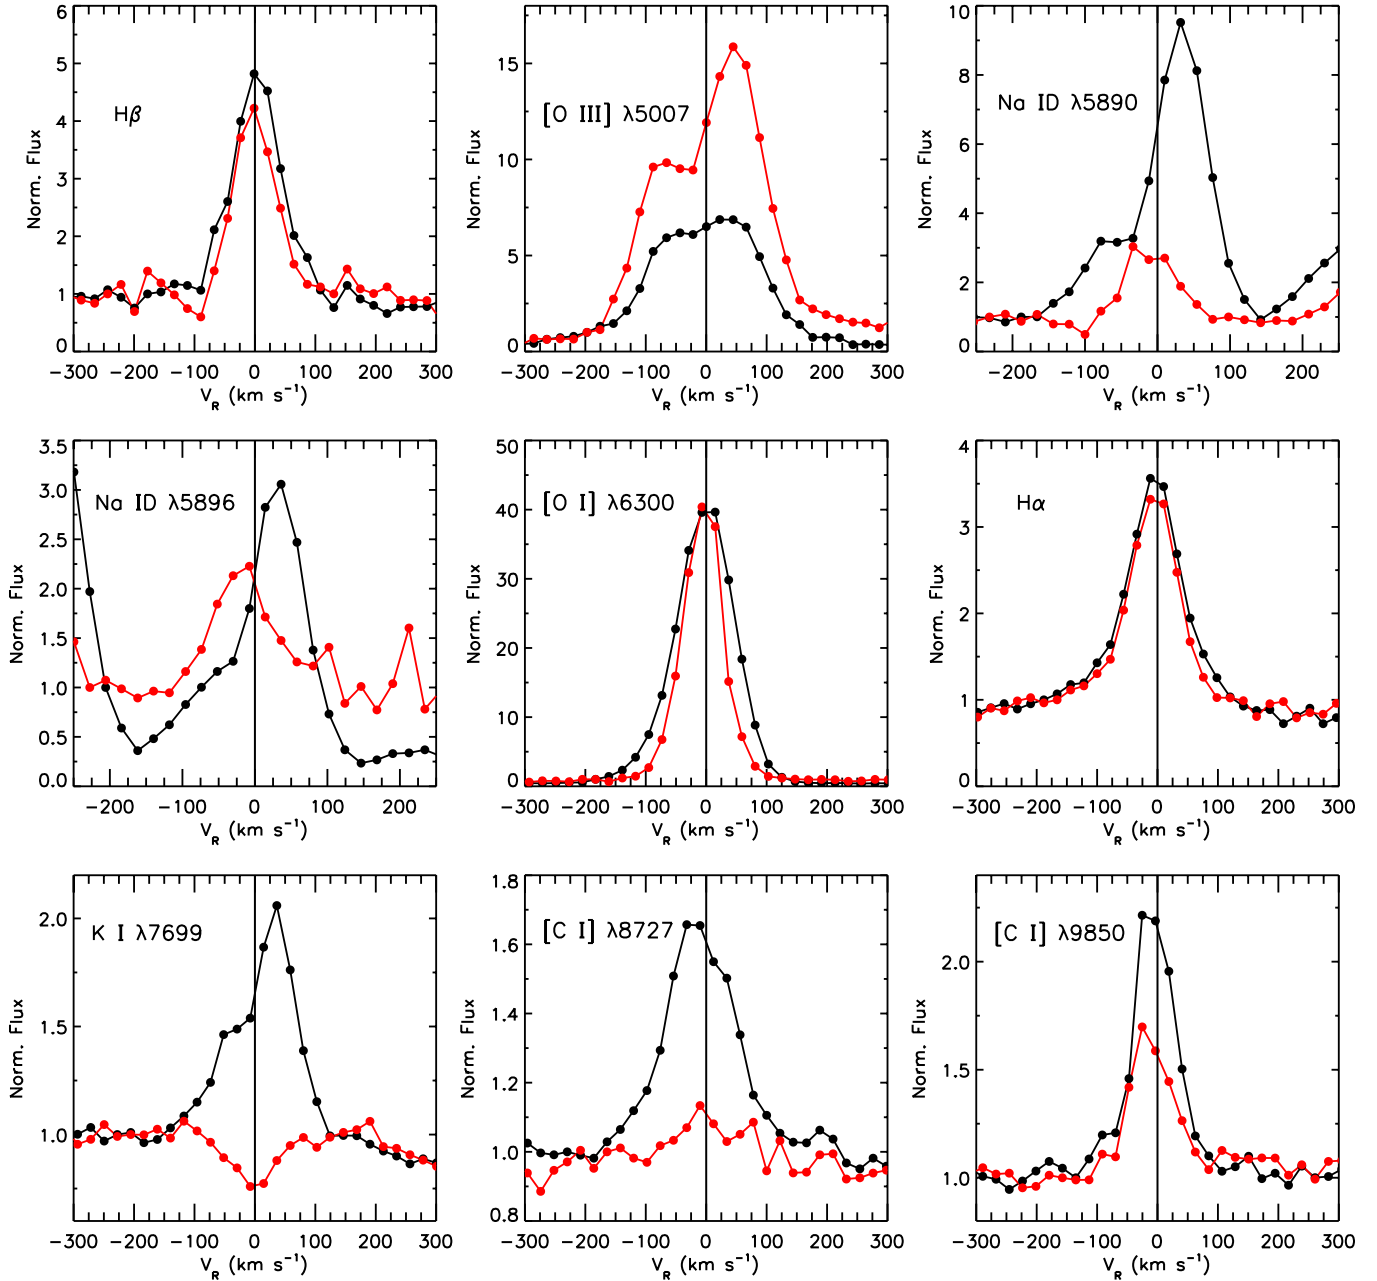 6
5
4
3
2
1
0
Norm. Flux
Hβ
−300 −200 −100 0 100 200 300
V_R (km s⁻¹)
15
10
5
0
Norm. Flux
[O III] λ5007
−300 −200 −100 0 100 200 300
V_R (km s⁻¹)
10
8
6
4
2
0
Norm. Flux
Na ID λ5890
−200 −100 0 100 200
V_R (km s⁻¹)
3.5
3.0
2.5
2.0
1.5
1.0
0.5
0.0
Norm. Flux
Na ID λ5896
−200 −100 0 100 200
V_R (km s⁻¹)
50
40
30
20
10
0
Norm. Flux
[O I] λ6300
−300 −200 −100 0 100 200 300
V_R (km s⁻¹)
4
3
2
1
0
Norm. Flux
Hα
−300 −200 −100 0 100 200 300
V_R (km s⁻¹)
2.0
1.5
1.0
Norm. Flux
K I λ7699
−300 −200 −100 0 100 200 300
V_R (km s⁻¹)
1.8
1.6
1.4
1.2
1.0
0.8
Norm. Flux
[C I] λ8727
−300 −200 −100 0 100 200 300
V_R (km s⁻¹)
2.0
1.5
1.0
Norm. Flux
[C I] λ9850
−300 −200 −100 0 100 200 300
V_R (km s⁻¹)